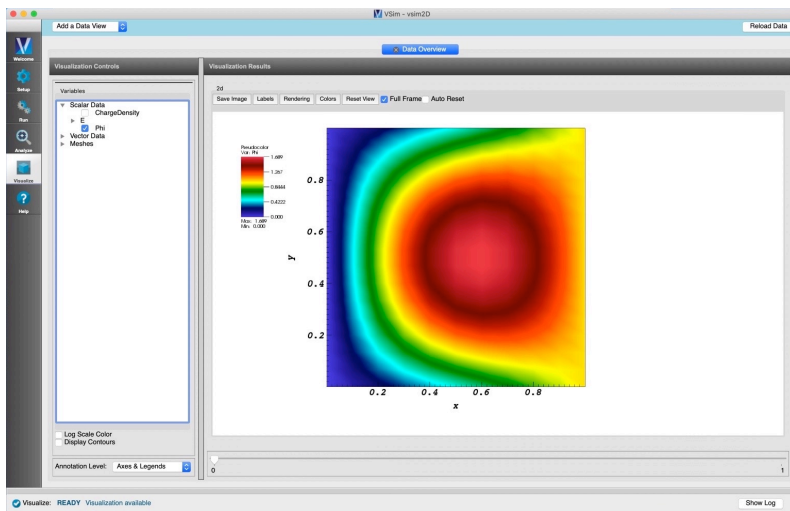 VSim - vsim2D
Add a Data View
Reload Data
Data Overview
Welcome
Setup
Run
Analyze
Visualize
Help
Visualization Controls
Variables
Scalar Data
ChargeDensity
E
Phi
Vector Data
Meshes
Log Scale Color
Display Contours
Annotation Level: Axes & Legends
Visualization Results
2d
Save Image Labels Rendering Colors Reset View Full Frame Auto Reset
Pseudocolor
Var: Phi
1.689
1.267
0.8444
0.4222
0.000
Max: 1.689
Min: 0.000
0.8
0.6
y
0.4
0.2
0.2 0.4 0.6 0.8
x
0 1
Visualize: READY Visualization available
Show Log